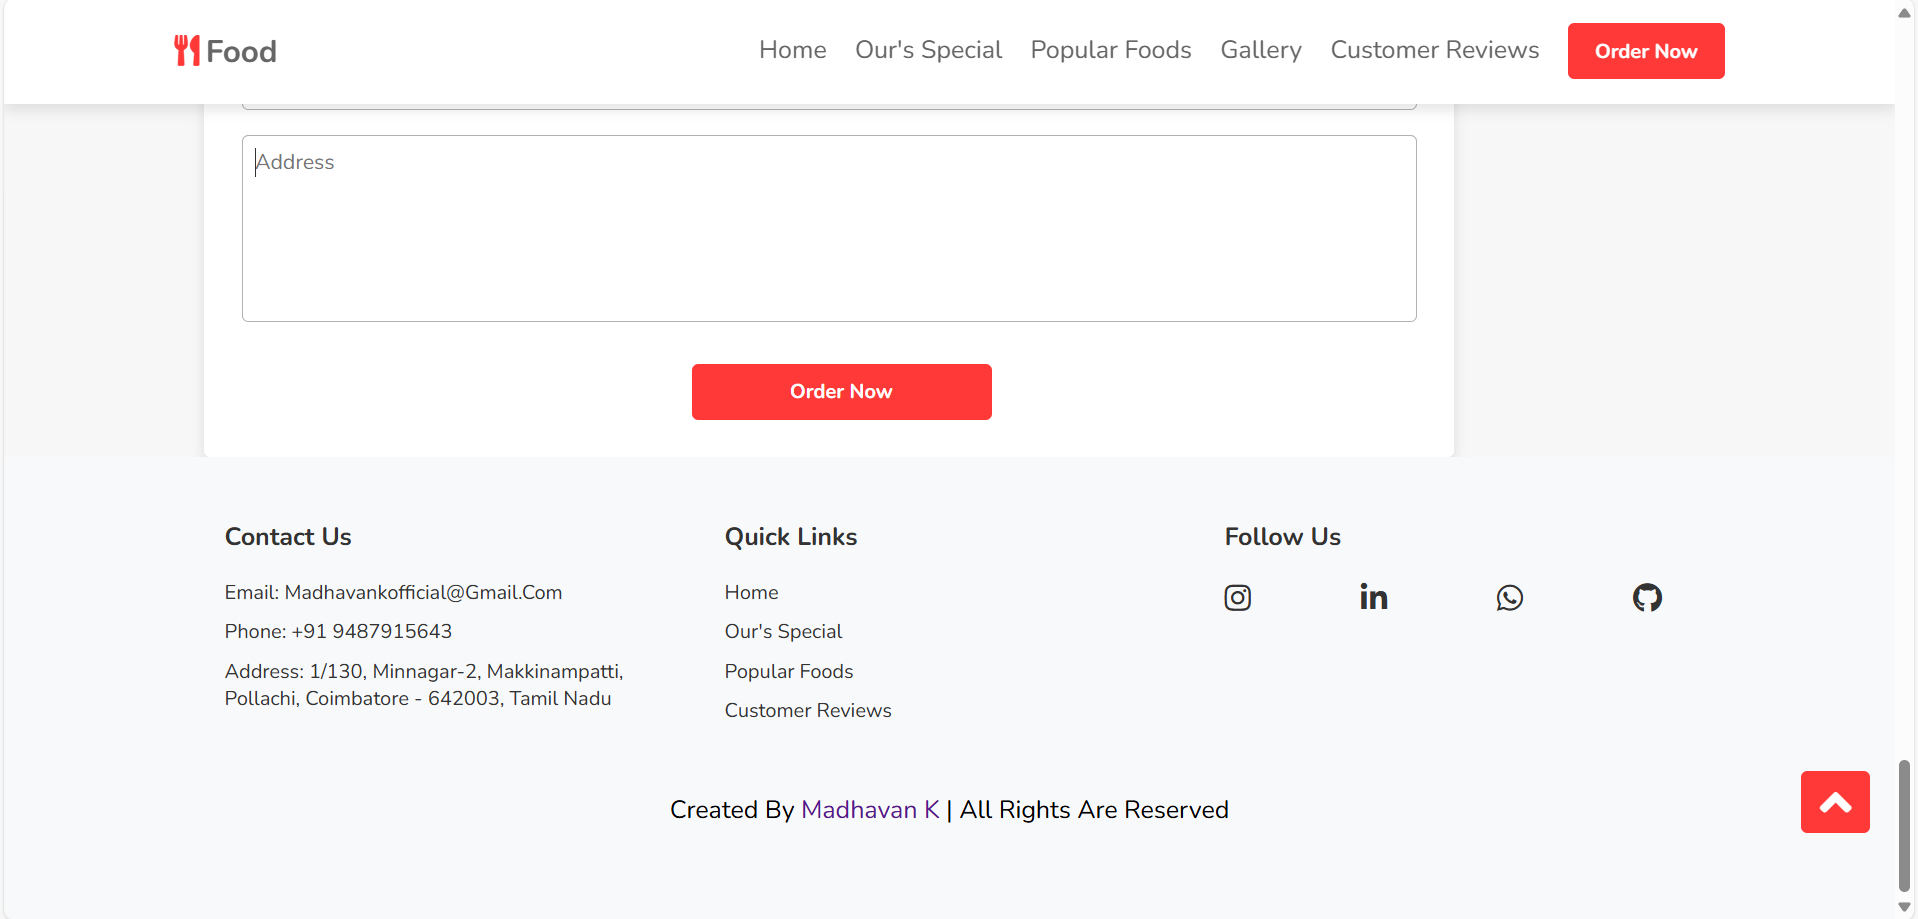 Food
Home Our's Special Popular Foods Gallery Customer Reviews Order Now
Address
Order Now
Contact Us
Email: Madhavankofficial@Gmail.Com
Phone: +91 9487915643
Address: 1/130, Minnagar-2, Makkinampatti,
Pollachi, Coimbatore - 642003, Tamil Nadu
Quick Links
Home
Our's Special
Popular Foods
Customer Reviews
Follow Us
Created By Madhavan K | All Rights Are Reserved